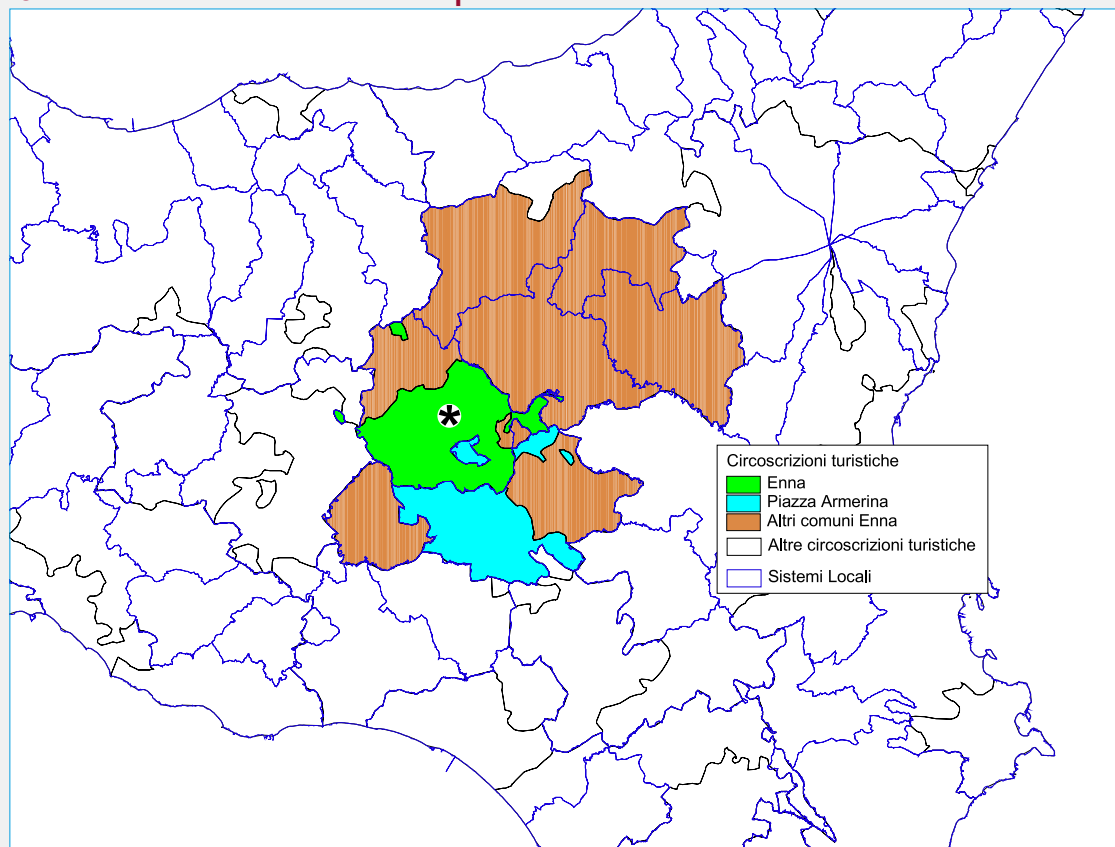 Circoscrizioni turistiche
Enna
Piazza Armerina
Altri comuni Enna
Altre circoscrizioni turistiche
Sistemi Locali